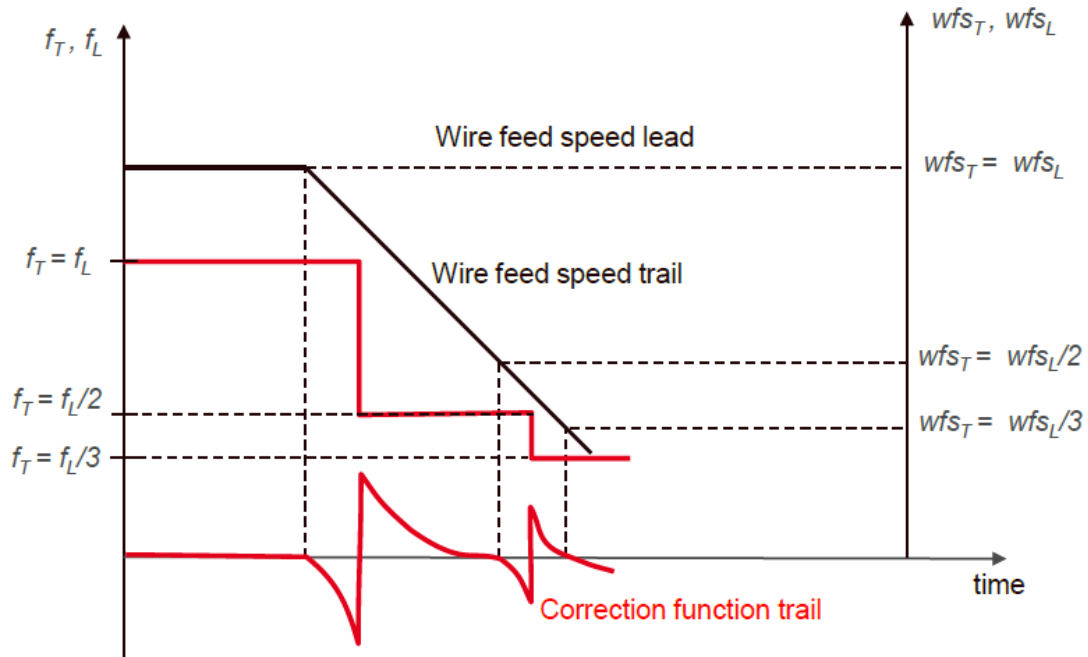 f_T, f_L
wfs_T, wfs_L
Wire feed speed lead
wfs_T = wfs_L
f_T = f_L
Wire feed speed trail
wfs_T = wfs_L/2
f_T = f_L/2
wfs_T = wfs_L/3
f_T = f_L/3
time
Correction function trail